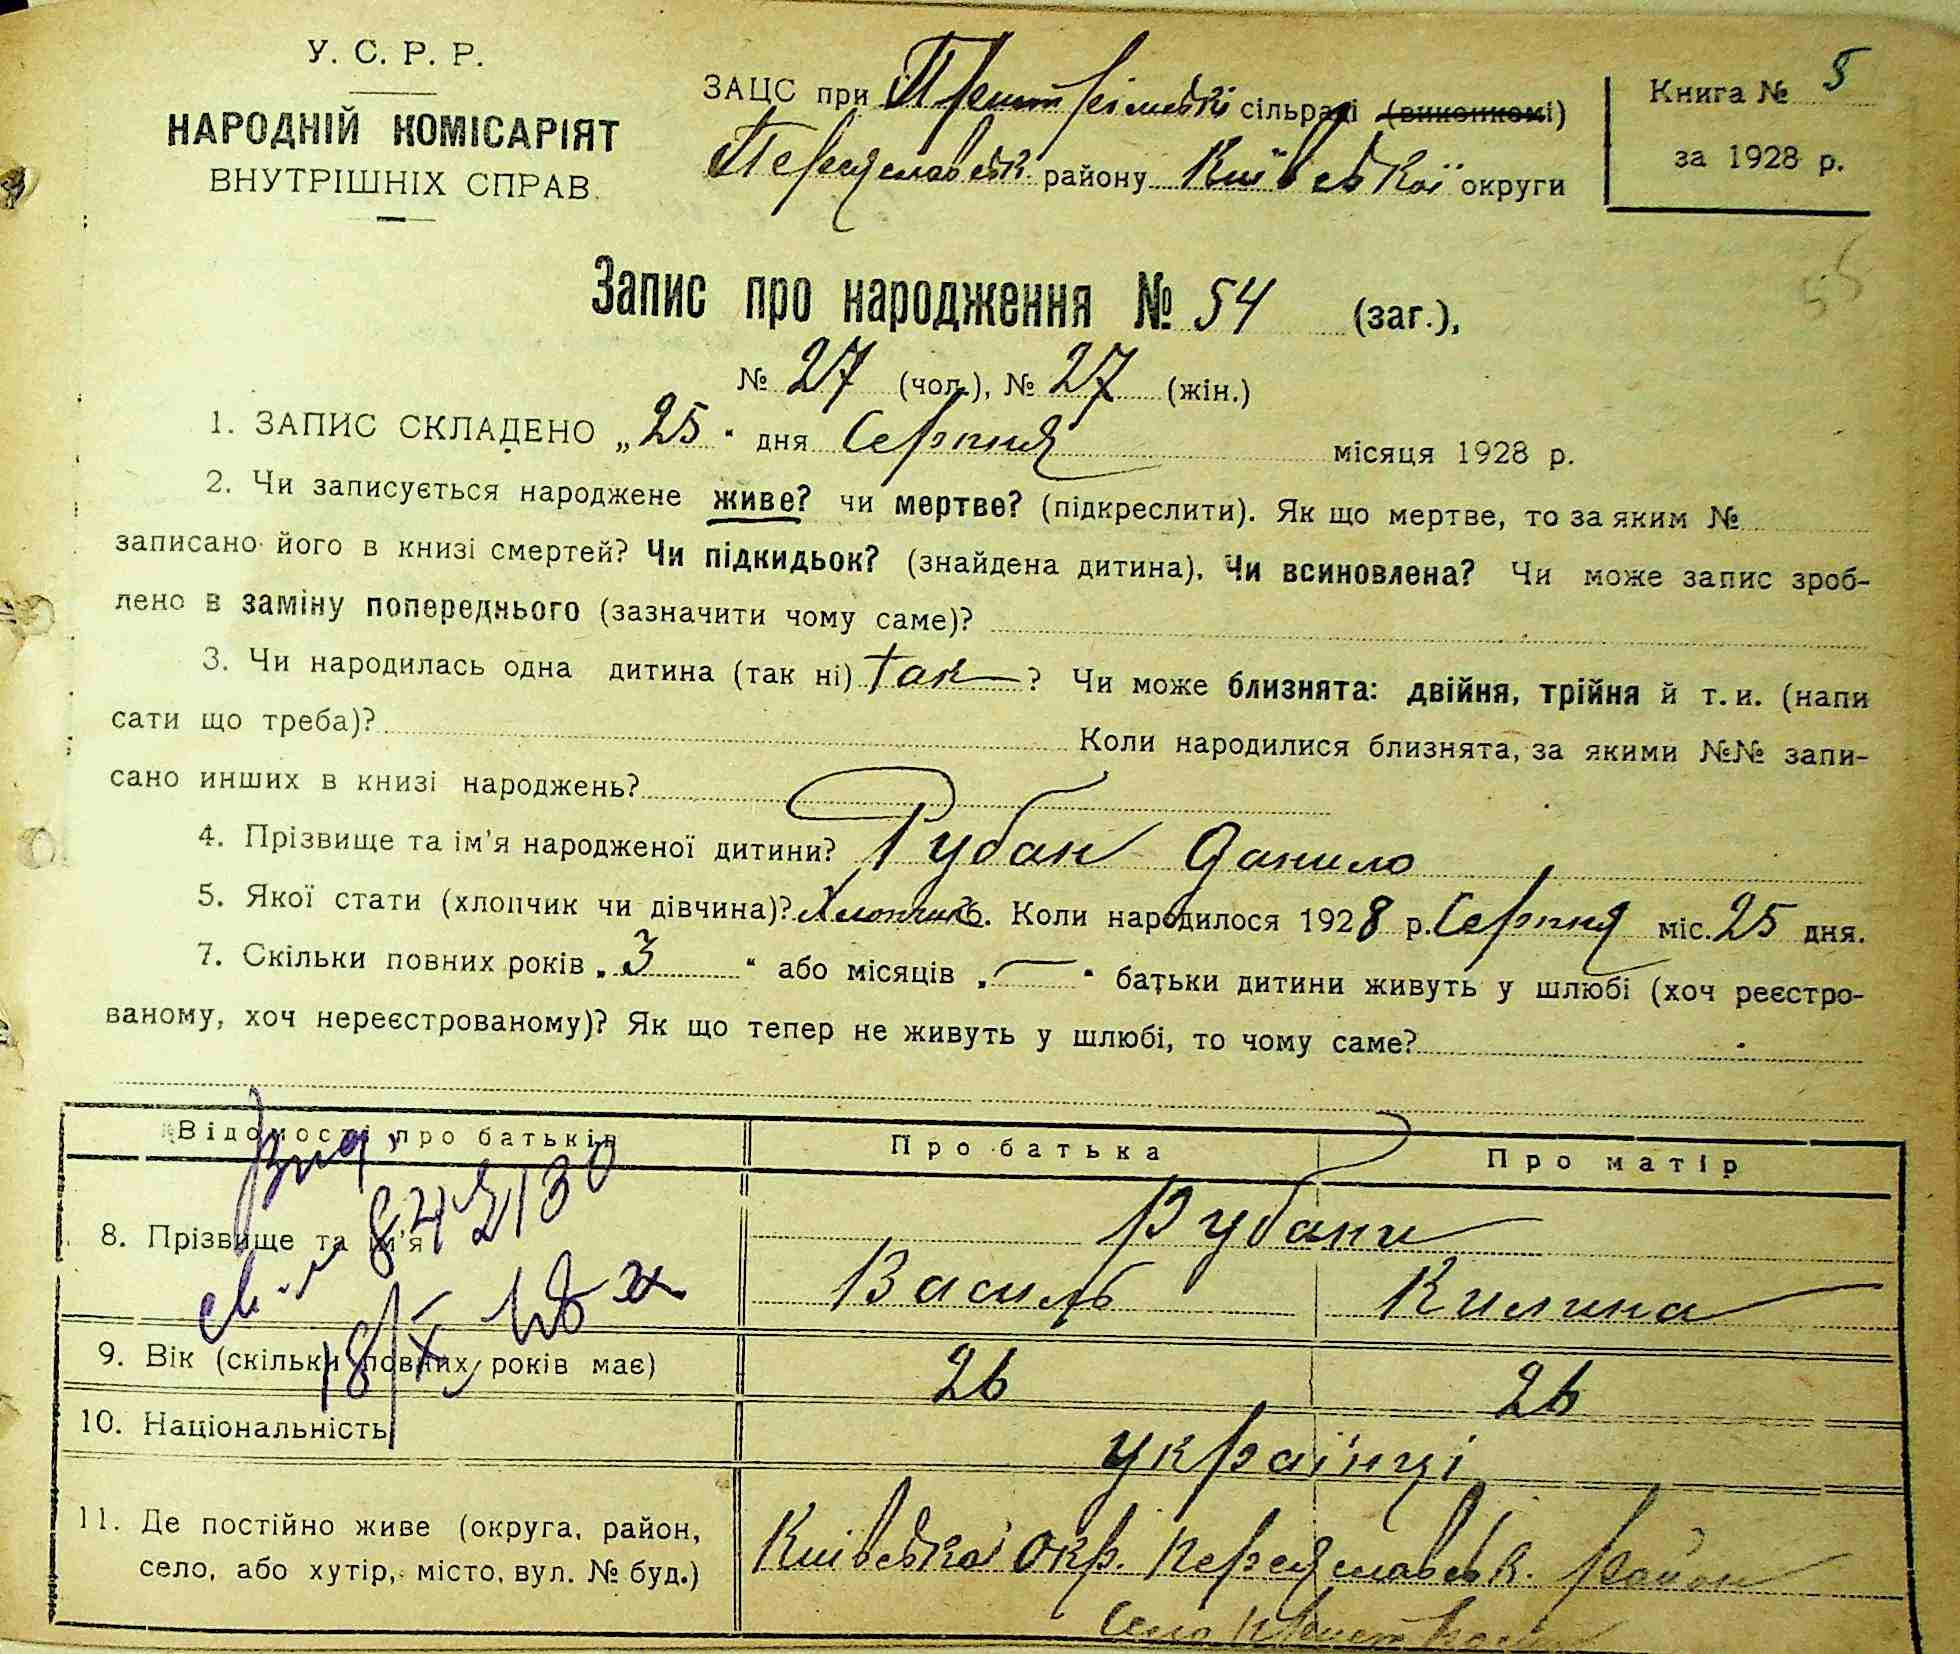 У. С. Р. Р.
НАРОДНІЙ КОМІСАРІЯТ
ВНУТРІШНІХ СПРАВ
ЗАЦС при сільраді (виконкомі)
Переяславськ. району Київської округи
Книга № 5
за 1928 р.
55
Запис про народження № 54 (заг.),
№ 27 (чол.), № 27 (жін.)
1. ЗАПИС СКЛАДЕНО „25" дня Серпня місяця 1928 р.
2. Чи записується народжене живе? чи мертве? (підкреслити). Як що мертве, то за яким №
записано його в книзі смертей? Чи підкидьок? (знайдена дитина), Чи всиновлена? Чи може запис зроб-
лено в заміну попереднього (зазначити чому саме)?
3. Чи народилась одна дитина (так ні) так ? Чи може близнята: двійня, трійня й т. и. (напи
сати що треба)? Коли народилися близнята, за якими №№ запи-
сано инших в книзі народжень?
4. Прізвище та ім'я народженої дитини? Рубан Данило
5. Якої стати (хлопчик чи дівчина)? Хлопчик. Коли народилося 1928 р. Серпня міс. 25 дня.
7. Скільки повних років „3" або місяців „—" батьки дитини живуть у шлюбі (хоч реєстро-
ваному, хоч нереєстрованому)? Як що тепер не живуть у шлюбі, то чому саме?
Відомості про батьків Про батька Про матір
8. Прізвище та ім'я Рубани
Василь Килина
9. Вік (скільки повних років має) 26 26
10. Національність українці
11. Де постійно живе (округа, район,
село, або хутір, місто, вул. № буд.)
Київська окр. Переяславськ. район
село